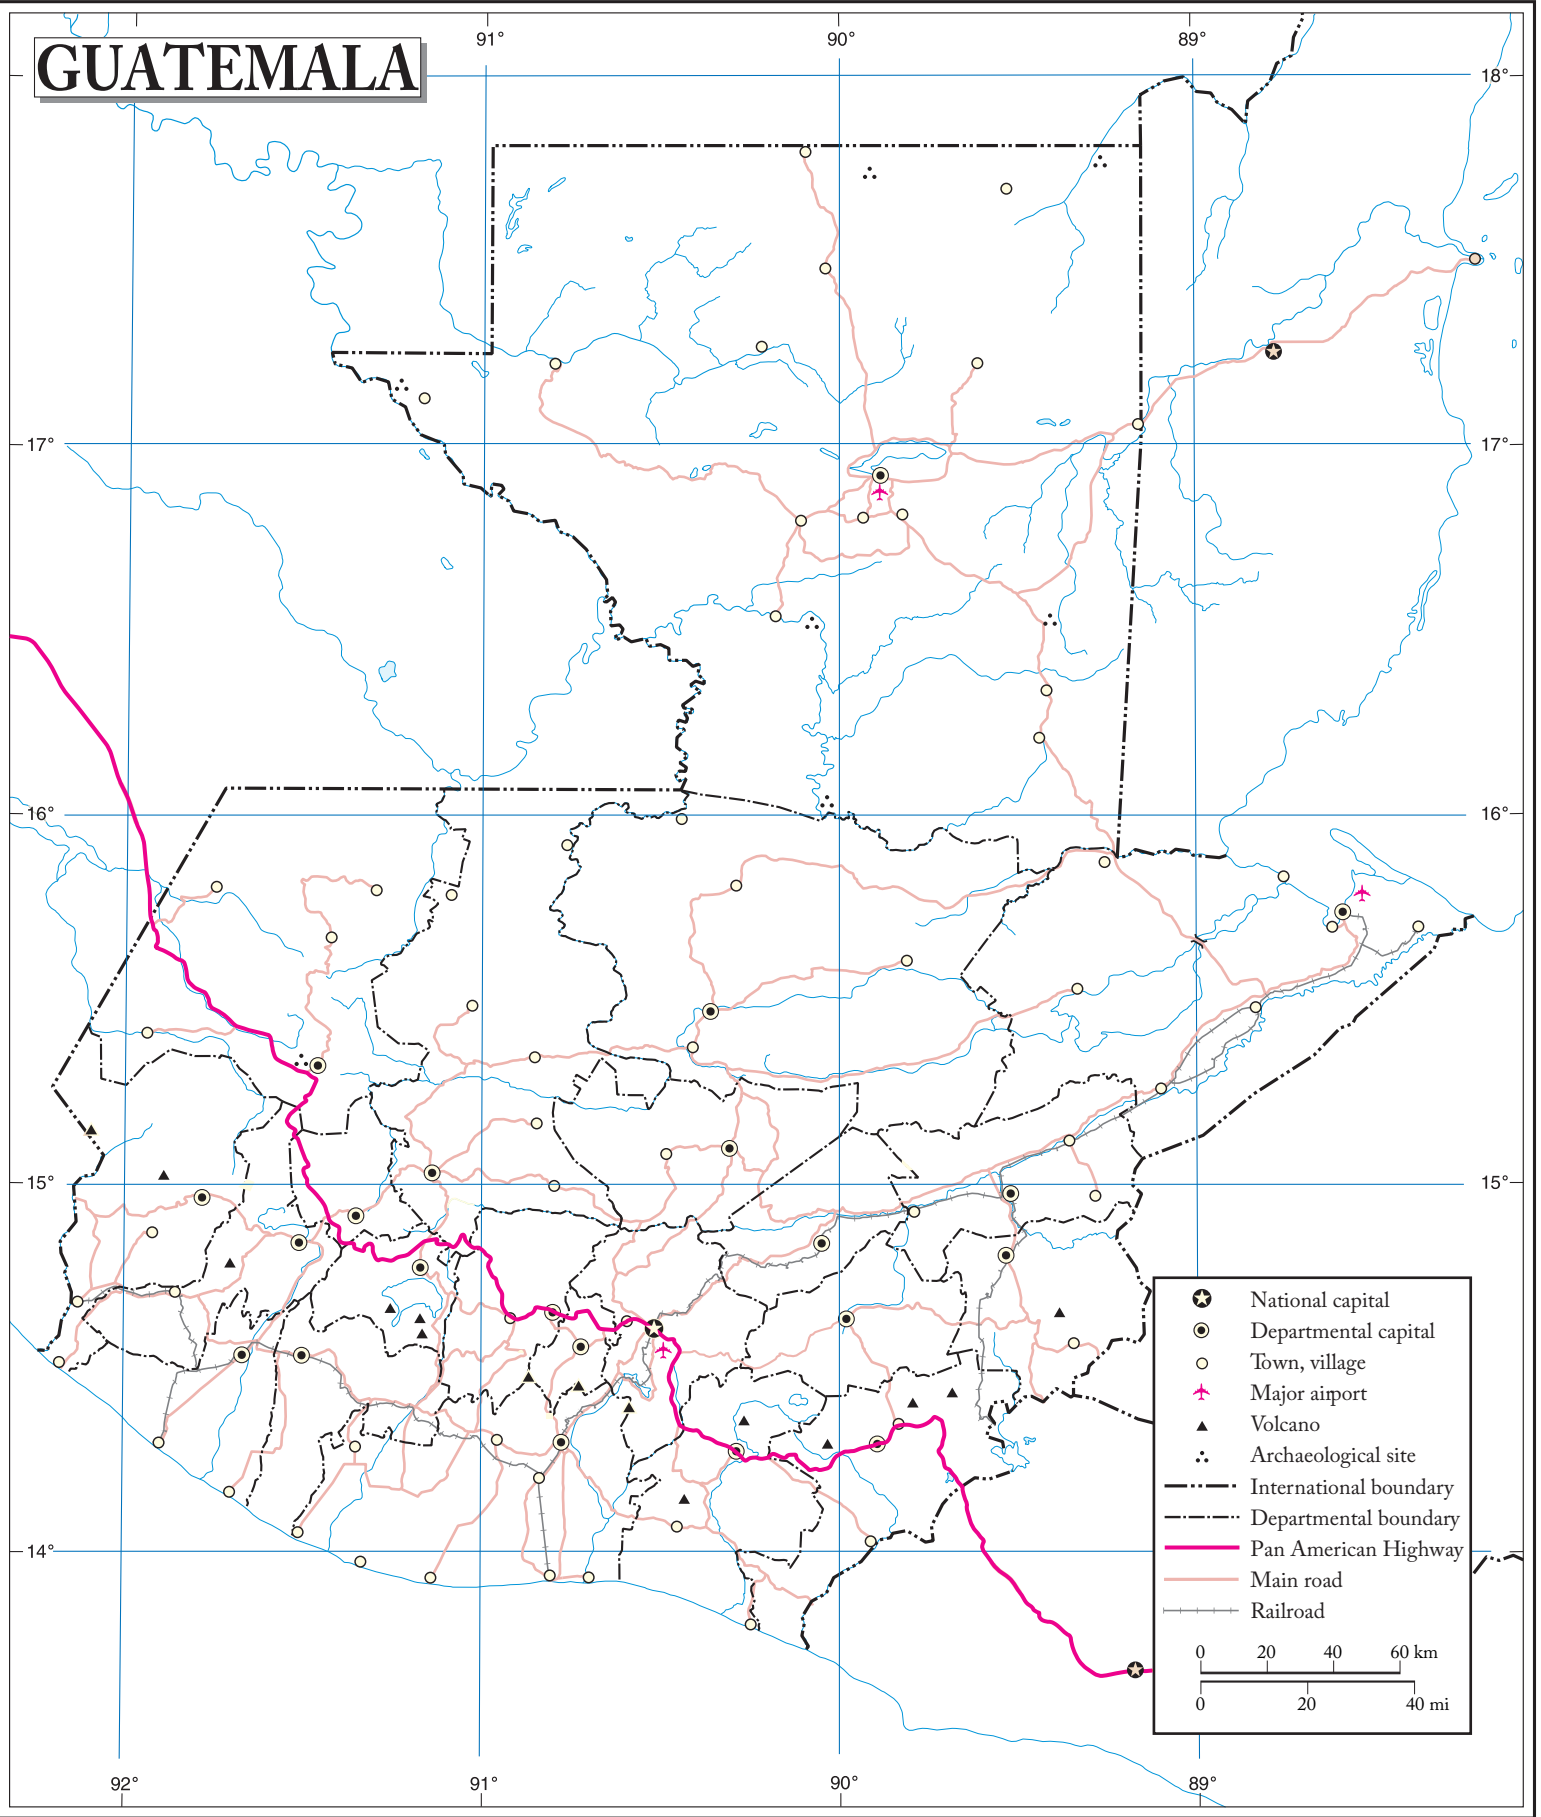 91°
90°
89°
GUATEMALA
18°
17°
17°
16°
16°
15°
15°
National capital
Departmental capital
Town, village
Major airport
Volcano
Archaeological site
International boundary
Departmental boundary
14°
Pan American Highway
Main road
Railroad
0 20 40 60 km
0 20 40 mi
92°
91°
90°
89°